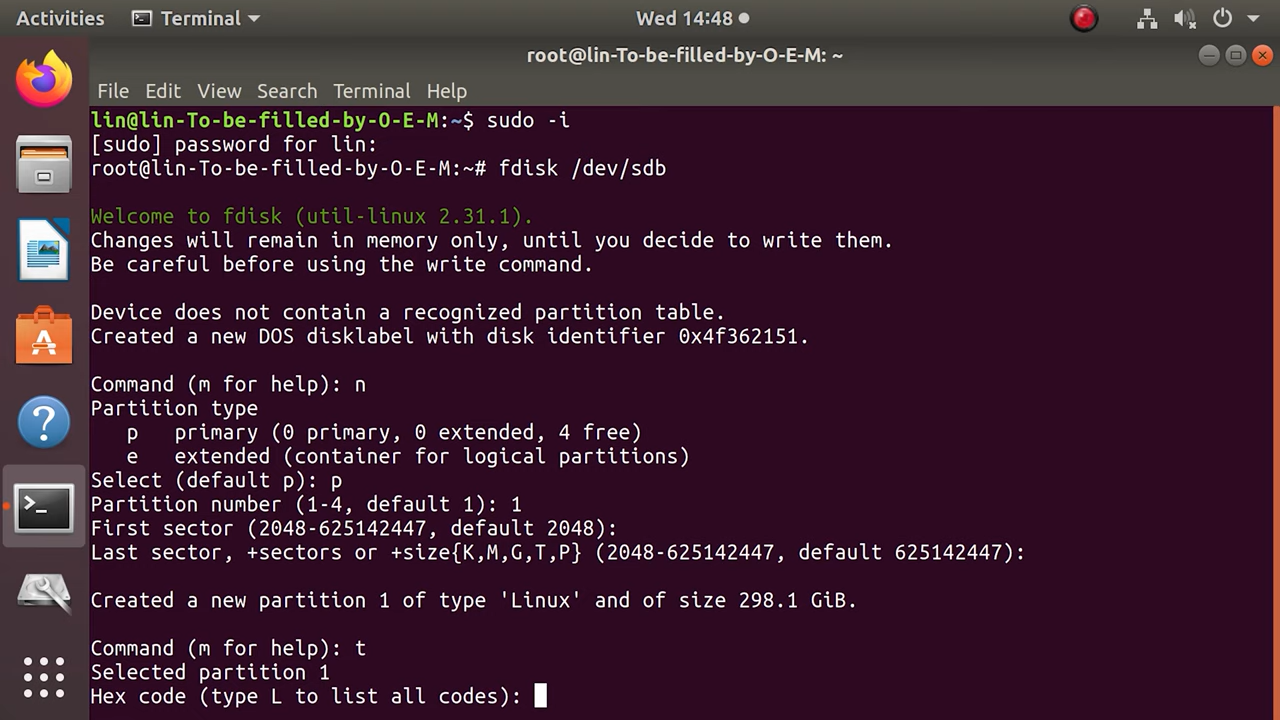 Activities Terminal Wed 14:48
root@lin-To-be-filled-by-O-E-M: ~
File Edit View Search Terminal Help
lin@lin-To-be-filled-by-O-E-M:~$ sudo -i
[sudo] password for lin:
root@lin-To-be-filled-by-O-E-M:~# fdisk /dev/sdb
Welcome to fdisk (util-linux 2.31.1).
Changes will remain in memory only, until you decide to write them.
Be careful before using the write command.
Device does not contain a recognized partition table.
Created a new DOS disklabel with disk identifier 0x4f362151.
Command (m for help): n
Partition type
p primary (0 primary, 0 extended, 4 free)
e extended (container for logical partitions)
Select (default p): p
Partition number (1-4, default 1): 1
First sector (2048-625142447, default 2048):
Last sector, +sectors or +size{K,M,G,T,P} (2048-625142447, default 625142447):
Created a new partition 1 of type 'Linux' and of size 298.1 GiB.
Command (m for help): t
Selected partition 1
Hex code (type L to list all codes):